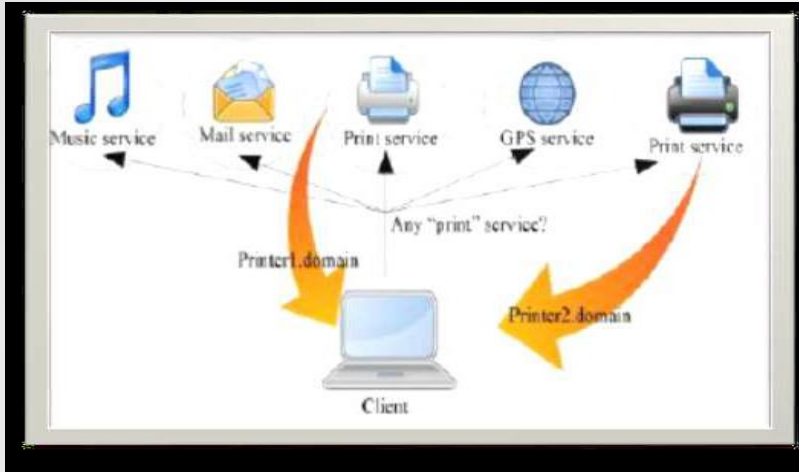 Music service
Mail service
Print service
GPS service
Print service
Any "print" service?
Printer1.domain
Printer2.domain
Client